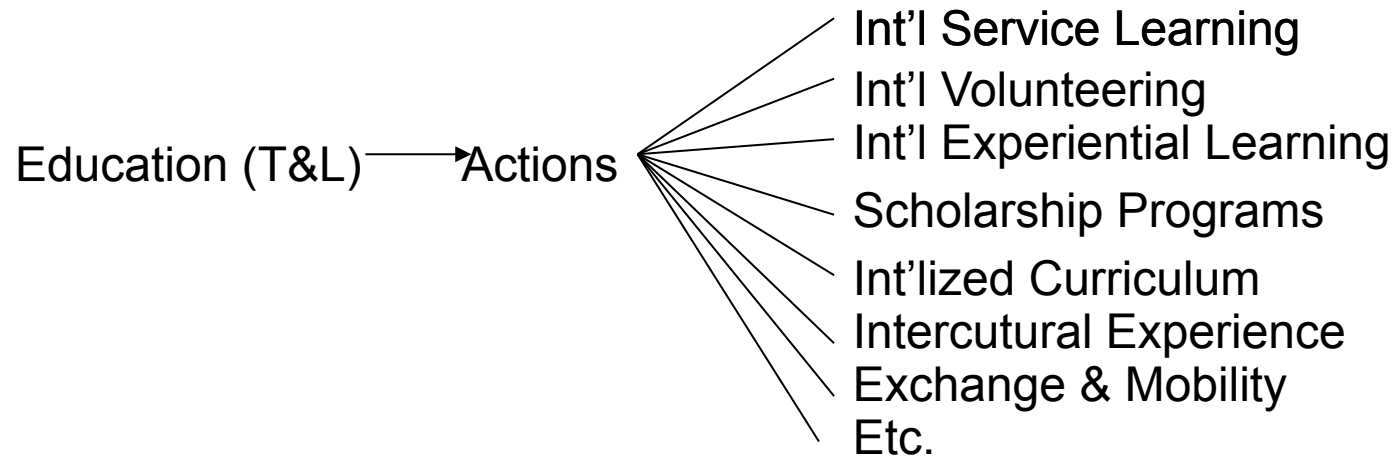 Int'l Service Learning
Int'l Volunteering
Int'l Experiential Learning
Education (T&L)
Actions
Scholarship Programs
Int'lized Curriculum
Intercutural Experience
Exchange & Mobility
Etc.